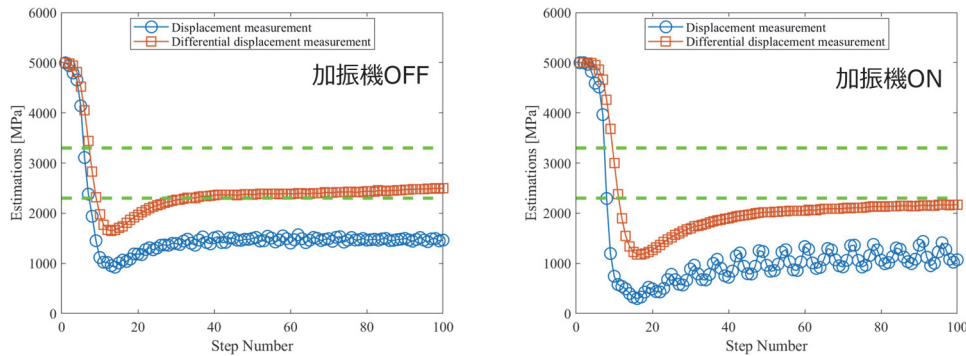 6000
Displacement measurement
Differential displacement measurement
加振機OFF
5000
4000
3000
2000
1000
0
Estimations [MPa]
0 20 40 60 80 100
Step Number
6000
Displacement measurement
Differential displacement measurement
加振機ON
5000
4000
3000
2000
1000
0
Estimations [MPa]
0 20 40 60 80 100
Step Number